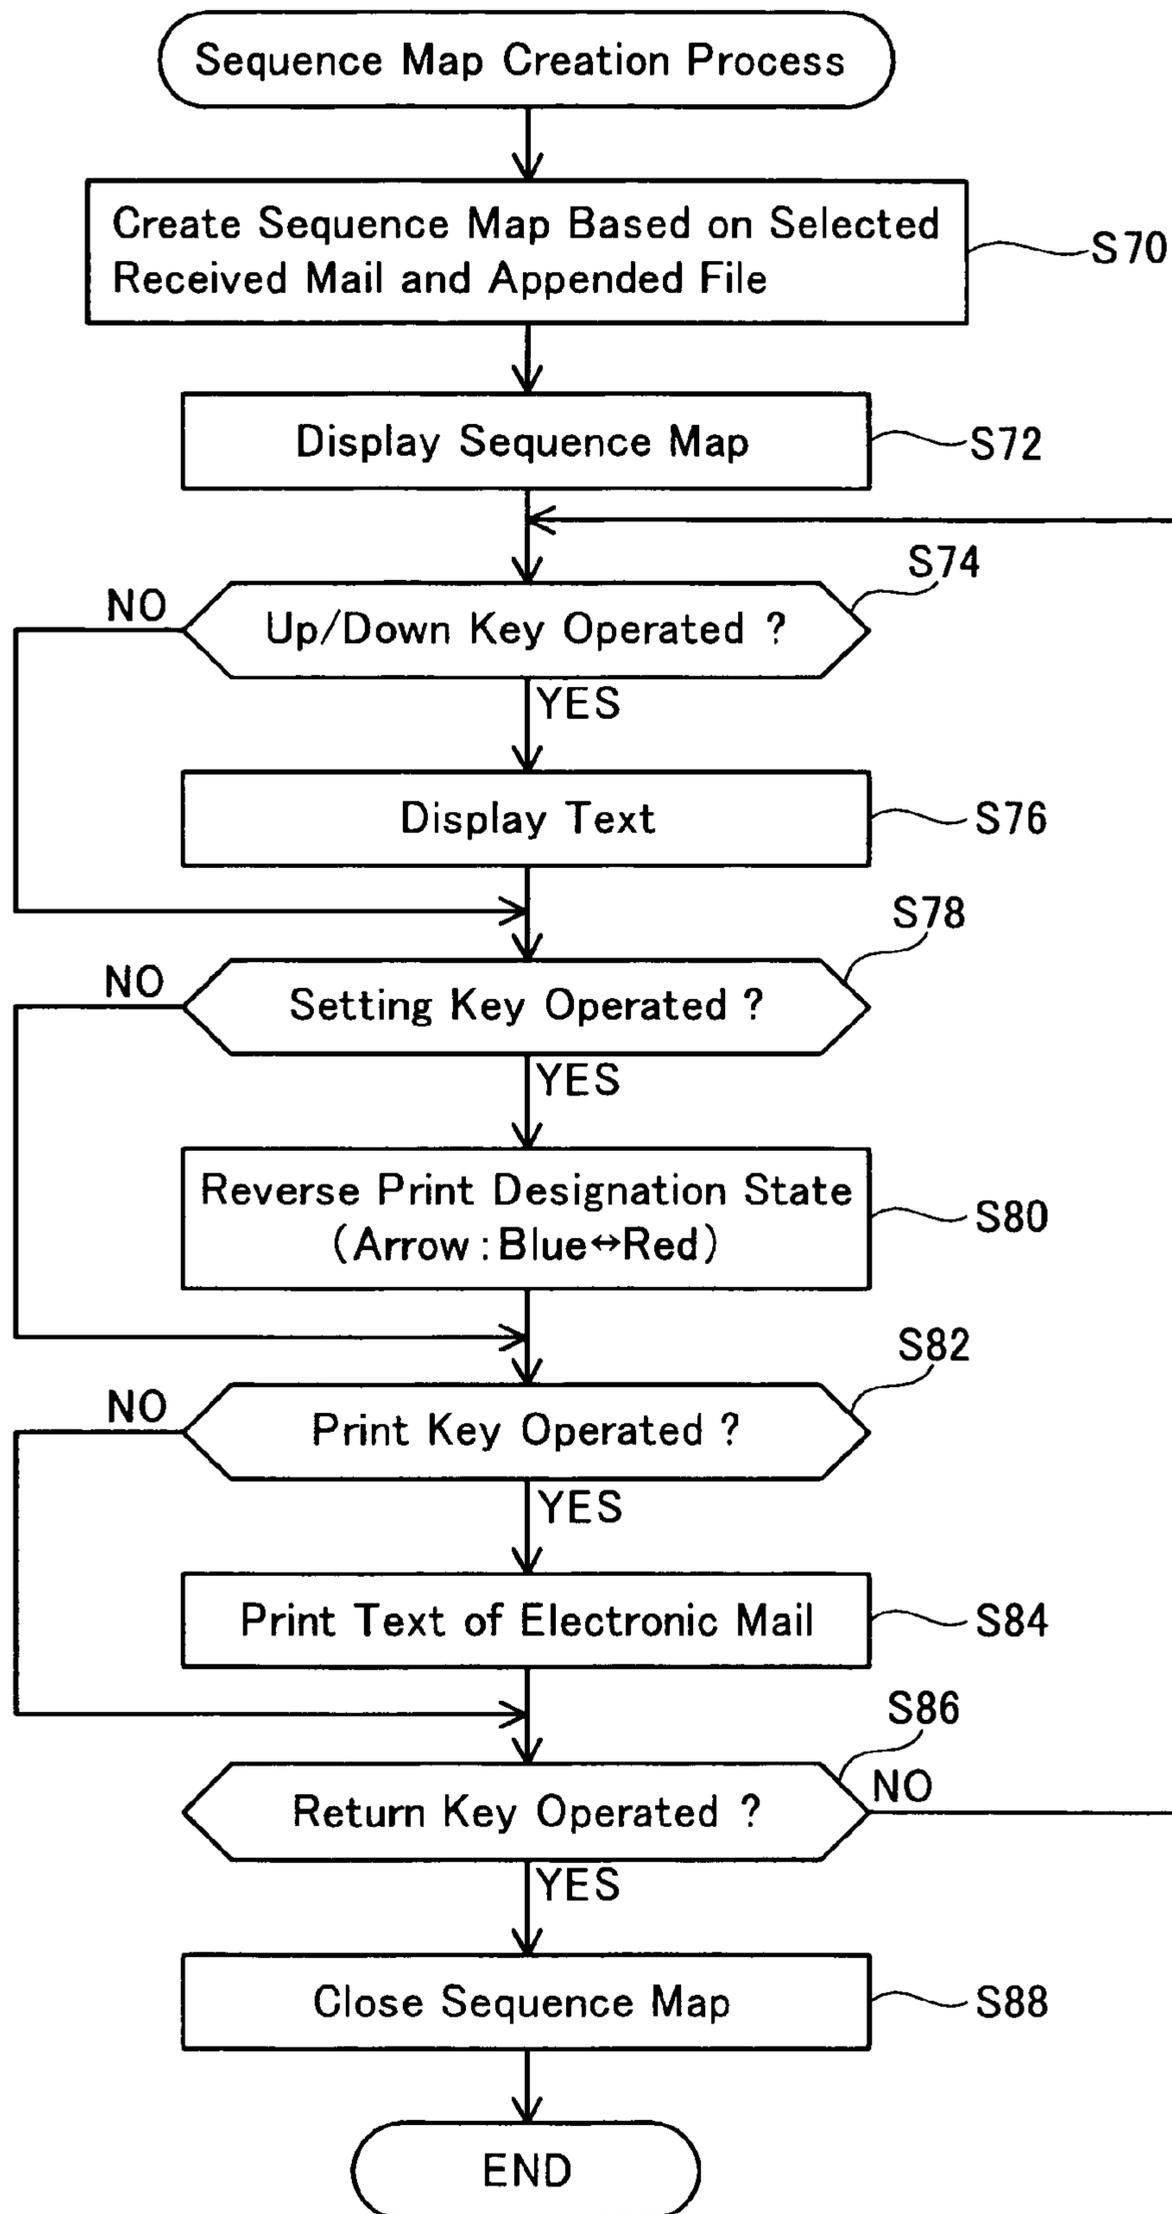 Sequence Map Creation Process
Create Sequence Map Based on Selected
Received Mail and Appended File
S70
Display Sequence Map
S72
S74
NO
Up/Down Key Operated ?
YES
Display Text
S76
S78
NO
Setting Key Operated ?
YES
Reverse Print Designation State
(Arrow : Blue↔Red)
S80
S82
NO
Print Key Operated ?
YES
Print Text of Electronic Mail
S84
S86
Return Key Operated ?
NO
YES
Close Sequence Map
S88
END